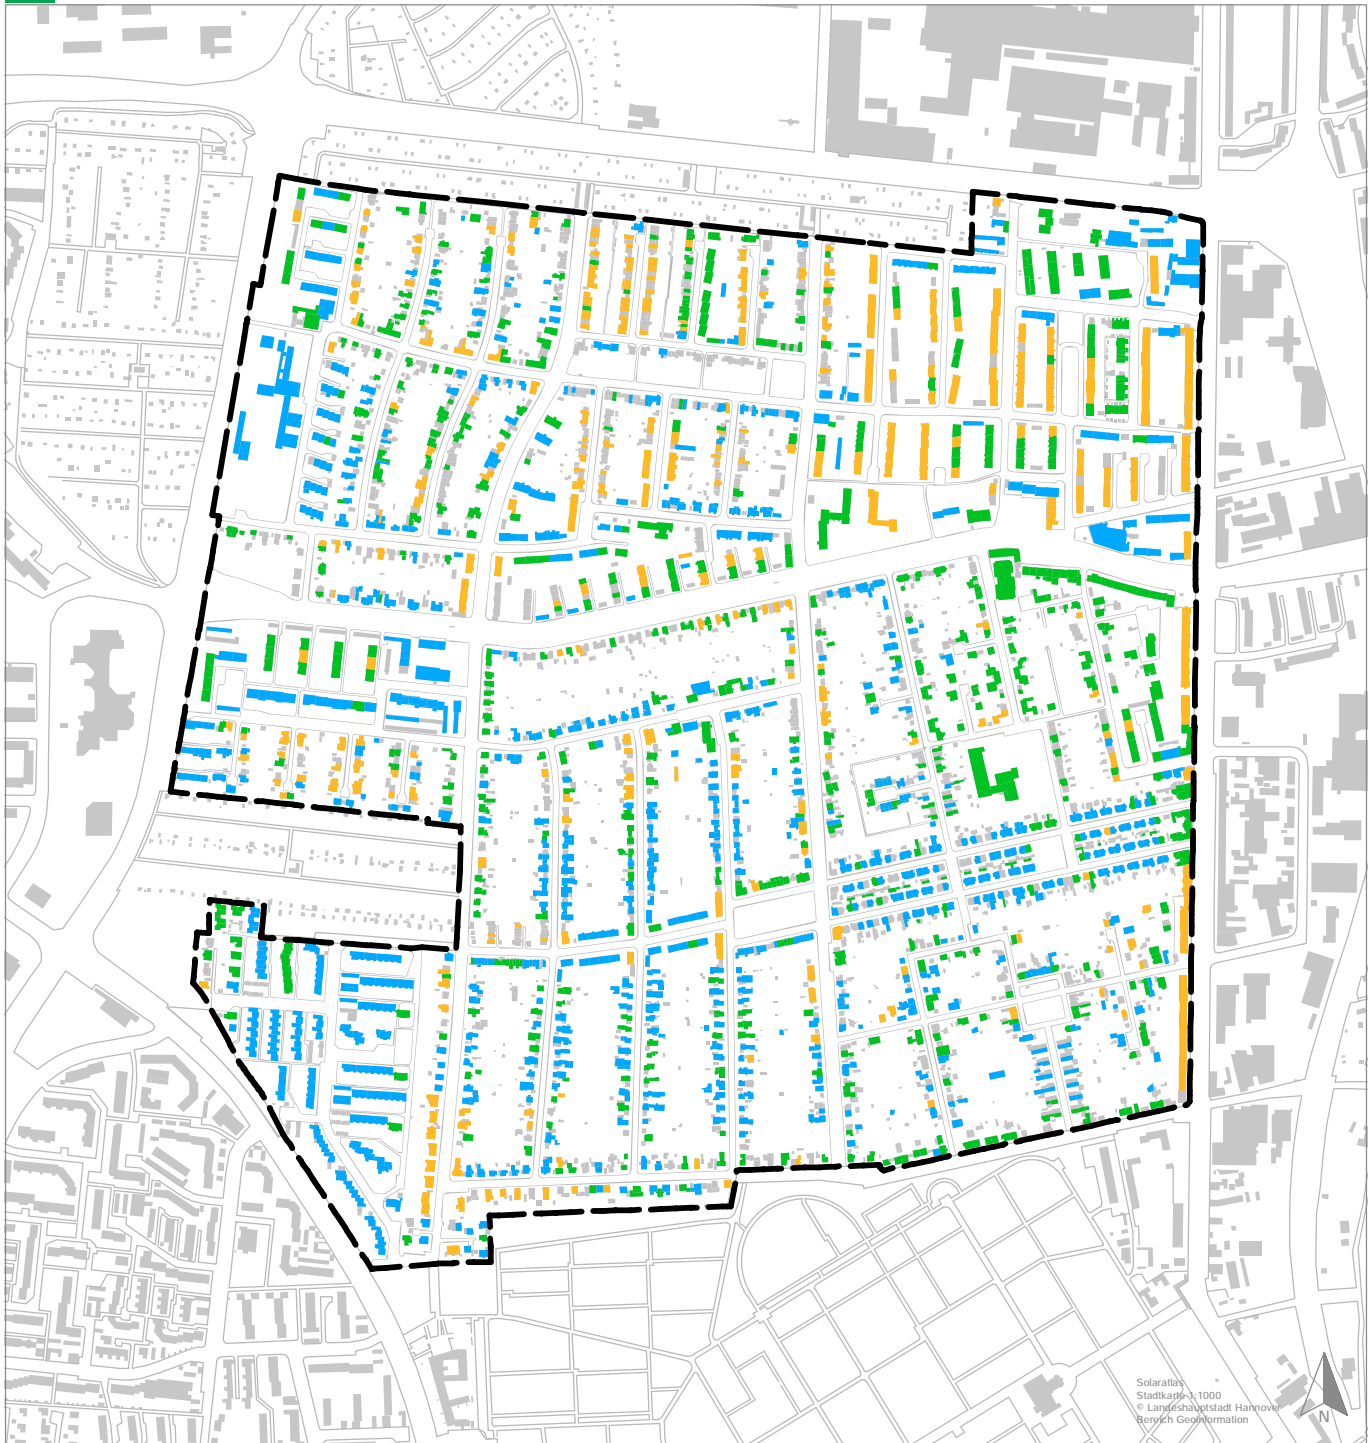 Solaratlas
Stadtkarte 1:1000
© Landeshauptstadt Hannover
Bereich Geoinformation
N